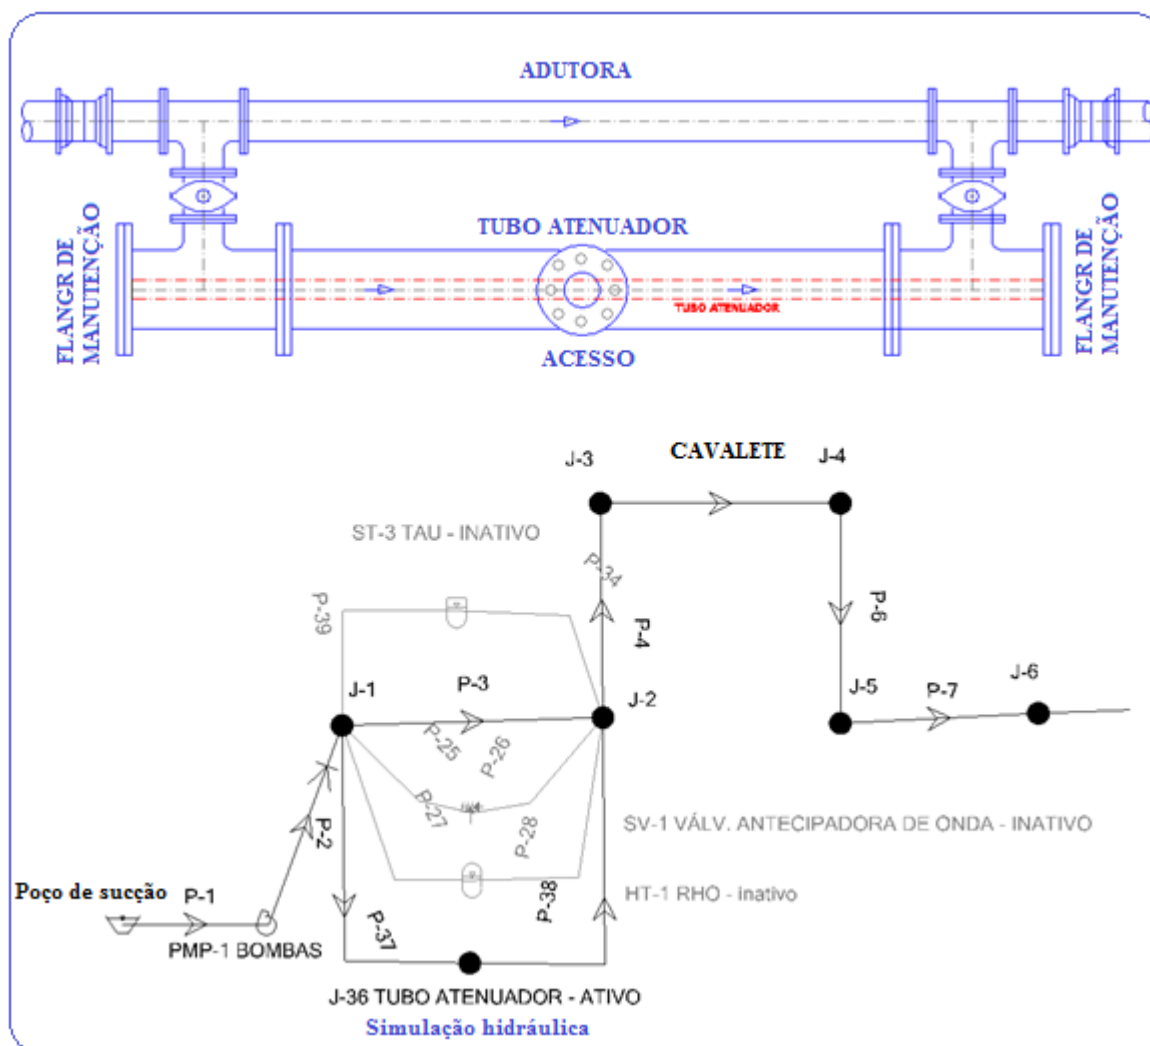 ADUTORA
FLANGR DE
MANUTENÇÃO
TUBO ATENUADOR
TUBO ATENUADOR
ACESSO
FLANGR DE
MANUTENÇÃO
J-3
CAVALETE
J-4
ST-3 TAU - INATIVO
P-34
P-39
P-4
P-6
J-1
P-3
J-2
J-5
P-7
J-6
P-25
P-26
P-27
P-28
SV-1 VÁLV. ANTECIPADORA DE ONDA - INATIVO
P-2
Poço de sucção
P-1
P-38
HT-1 RHO - inativo
PMP-1 BOMBAS
P-37
J-36 TUBO ATENUADOR - ATIVO
Simulação hidráulica